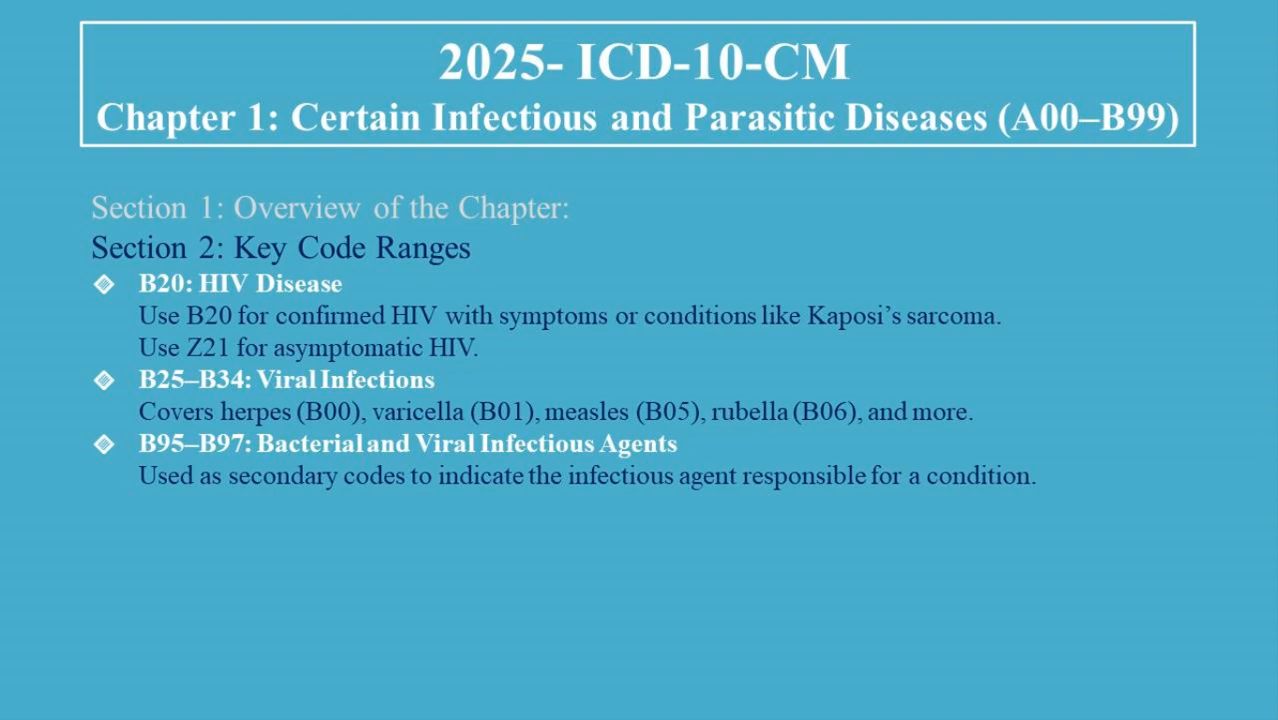 2025- ICD-10-CM
Chapter 1: Certain Infectious and Parasitic Diseases (A00–B99)
Section 1: Overview of the Chapter:
Section 2: Key Code Ranges
B20: HIV Disease
Use B20 for confirmed HIV with symptoms or conditions like Kaposi’s sarcoma.
Use Z21 for asymptomatic HIV.
B25–B34: Viral Infections
Covers herpes (B00), varicella (B01), measles (B05), rubella (B06), and more.
B95–B97: Bacterial and Viral Infectious Agents
Used as secondary codes to indicate the infectious agent responsible for a condition.